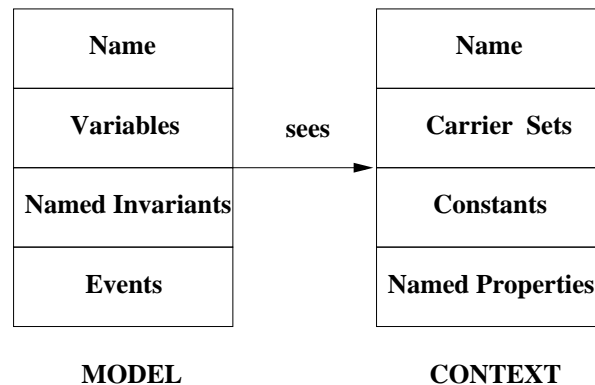 Name
Variables
Named Invariants
Events
MODEL
sees
Name
Carrier Sets
Constants
Named Properties
CONTEXT